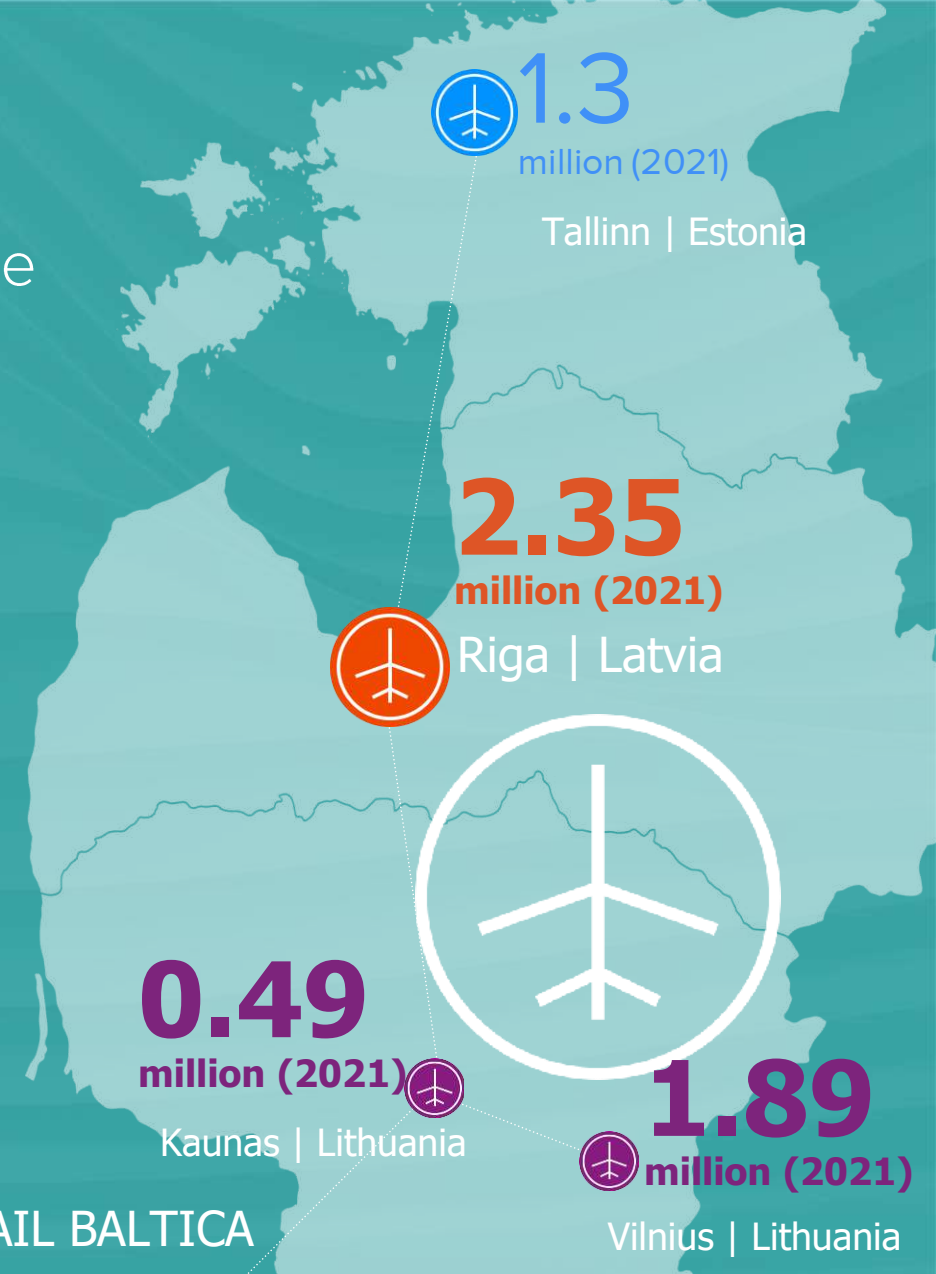 1.3
million (2021)
Tallinn | Estonia
e
2.35
million (2021)
Riga | Latvia
0.49
million (2021)
Kaunas | Lithuania
1.89
million (2021)
Vilnius | Lithuania
AIL BALTICA